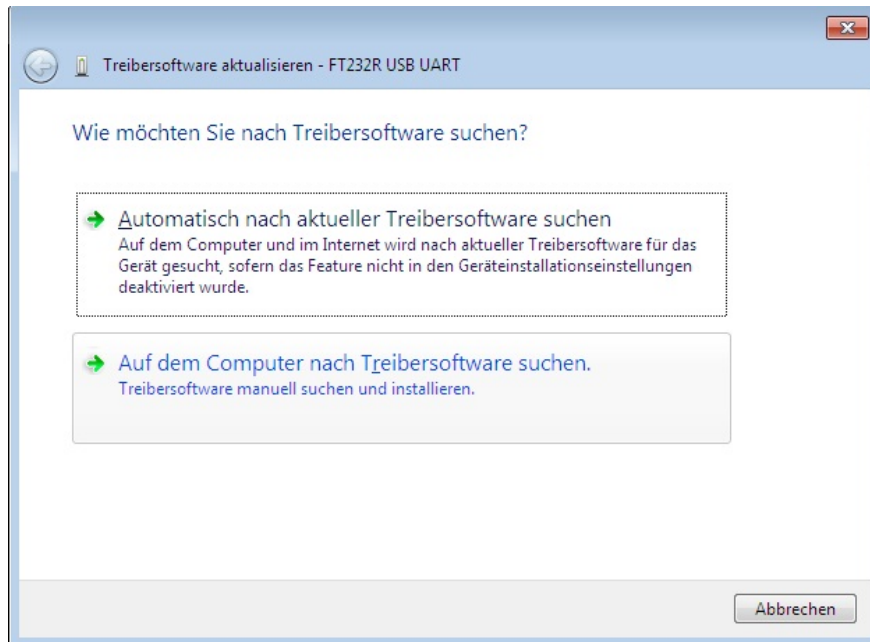 Treibersoftware aktualisieren - FT232R USB UART
Wie möchten Sie nach Treibersoftware suchen?
Automatisch nach aktueller Treibersoftware suchen
Auf dem Computer und im Internet wird nach aktueller Treibersoftware für das
Gerät gesucht, sofern das Feature nicht in den Geräteinstallationseinstellungen
deaktiviert wurde.
Auf dem Computer nach Treibersoftware suchen.
Treibersoftware manuell suchen und installieren.
Abbrechen